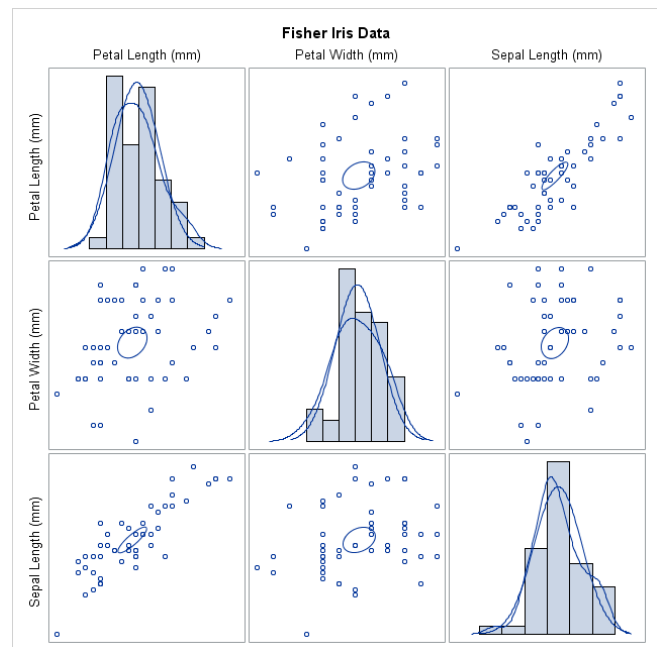 Fisher Iris Data
Petal Length (mm)
Petal Width (mm)
Sepal Length (mm)
Petal Length (mm)
Petal Width (mm)
Sepal Length (mm)